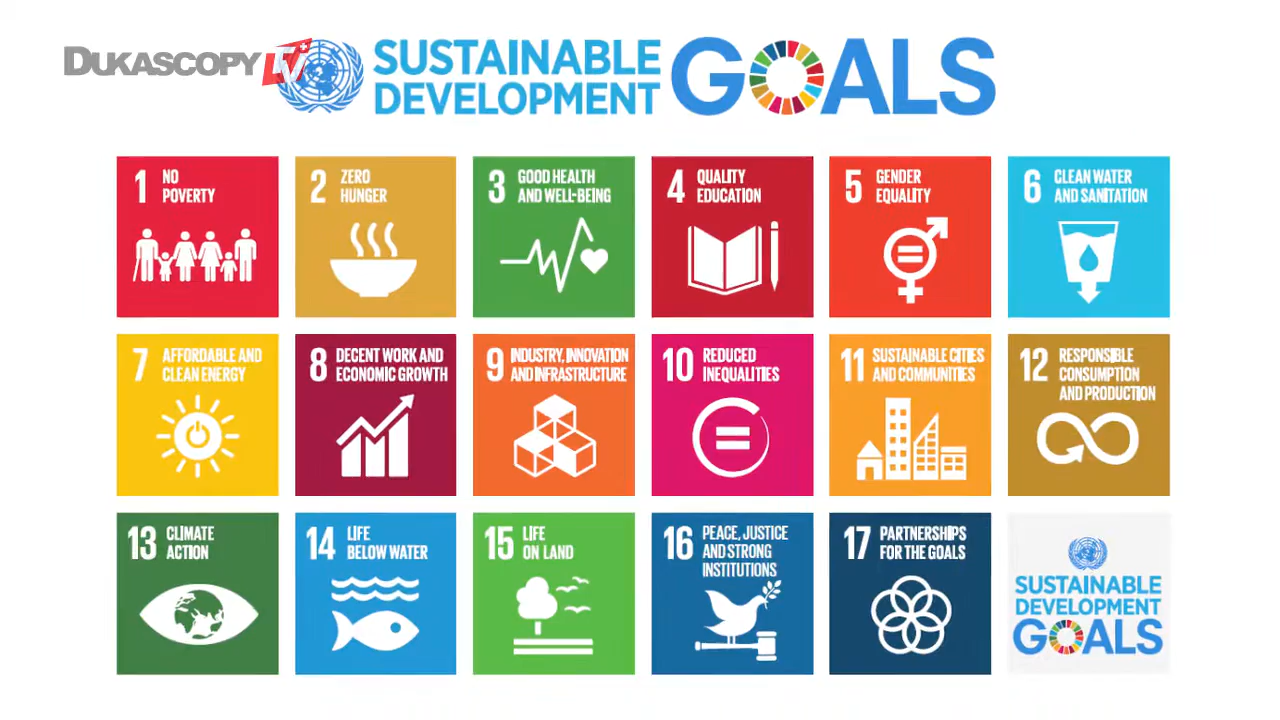 DUKASCOPY TV
SUSTAINABLE
DEVELOPMENT
GOALS
1 NO
POVERTY
2 ZERO
HUNGER
3 GOOD HEALTH
AND WELL-BEING
4 QUALITY
EDUCATION
5 GENDER
EQUALITY
6 CLEAN WATER
AND SANITATION
7 AFFORDABLE AND
CLEAN ENERGY
8 DECENT WORK AND
ECONOMIC GROWTH
9 INDUSTRY, INNOVATION
AND INFRASTRUCTURE
10 REDUCED
INEQUALITIES
11 SUSTAINABLE CITIES
AND COMMUNITIES
12 RESPONSIBLE
CONSUMPTION
AND PRODUCTION
13 CLIMATE
ACTION
14 LIFE
BELOW WATER
15 LIFE
ON LAND
16 PEACE, JUSTICE
AND STRONG
INSTITUTIONS
17 PARTNERSHIPS
FOR THE GOALS
SUSTAINABLE
DEVELOPMENT
GOALS